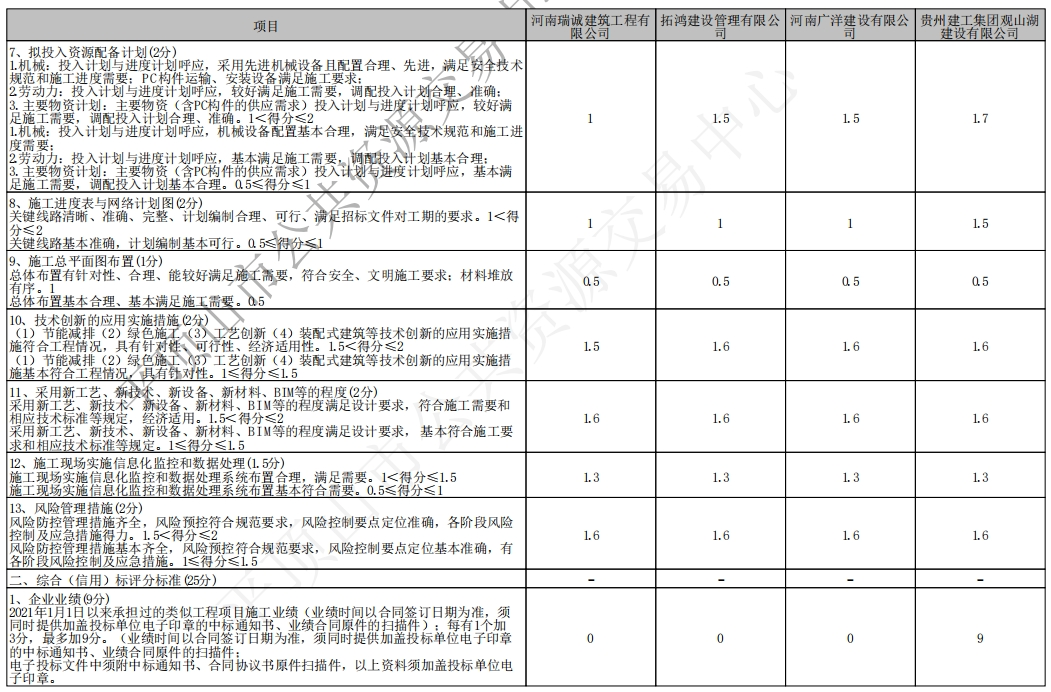 项目
河南瑞诚建筑工程有限公司
拓鸿建设管理有限公司
河南广洋建设有限公司
贵州建工集团观山湖建设有限公司
7、拟投入资源配备计划(2分)
1.机械：投入计划与进度计划呼应，采用先进机械设备且配置合理、先进，满足安全技术
规范和施工进度需要；PC构件运输、安装设备满足施工要求；
2.劳动力：投入计划与进度计划呼应，较好满足施工需要，调配投入计划合理、准确；
3.主要物资计划：主要物资（含PC构件的供应需求）投入计划与进度计划呼应，较好满
足施工需要，调配投入计划合理、准确。1＜得分≤2
1.机械：投入计划与进度计划呼应，机械设备配置基本合理，满足安全技术规范和施工进
度需要；
2.劳动力：投入计划与进度计划呼应，基本满足施工需要，调配投入计划基本合理；
3.主要物资计划：主要物资（含PC构件的供应需求）投入计划与进度计划呼应，基本满
足施工需要，调配投入计划基本合理。0.5≤得分≤1
1 1.5 1.5 1.7
8、施工进度表与网络计划图(2分)
关键线路清晰、准确、完整、计划编制合理、可行、满足招标文件对工期的要求。1＜得
分≤2
关键线路基本准确，计划编制基本可行。0.5≤得分≤1
1 1 1 1.5
9、施工总平面图布置(1分)
总体布置有针对性、合理、能较好满足施工需要，符合安全、文明施工要求；材料堆放
有序。1
总体布置基本合理、基本满足施工需要。0.5
0.5 0.5 0.5 0.5
10、技术创新的应用实施措施(2分)
（1）节能减排（2）绿色施工（3）工艺创新（4）装配式建筑等技术创新的应用实施措
施符合工程情况，具有针对性、可行性、经济适用性。1.5＜得分≤2
（1）节能减排（2）绿色施工（3）工艺创新（4）装配式建筑等技术创新的应用实施措
施基本符合工程情况，具有针对性。1≤得分≤1.5
1.5 1.6 1.6 1.6
11、采用新工艺、新技术、新设备、新材料、BIM等的程度(2分)
采用新工艺、新技术、新设备、新材料、BIM等的程度满足设计要求，符合施工需要和
相应技术标准等规定，经济适用。1.5＜得分≤2
采用新工艺、新技术、新设备、新材料、BIM等的程度满足设计要求，基本符合施工要
求和相应技术标准等规定。1≤得分≤1.5
1.6 1.6 1.6 1.6
12、施工现场实施信息化监控和数据处理(1.5分)
施工现场实施信息化监控和数据处理系统布置合理，满足需要。1＜得分≤1.5
施工现场实施信息化监控和数据处理系统布置基本符合需要。0.5≤得分≤1
1.3 1.3 1.3 1.3
13、风险管理措施(2分)
风险防控管理措施齐全，风险预控符合规范要求，风险控制要点定位准确，各阶段风险
控制及应急措施得力。1.5＜得分≤2
风险防控管理措施基本齐全，风险预控符合规范要求，风险控制要点定位基本准确，有
各阶段风险控制及应急措施。1≤得分≤1.5
1.6 1.6 1.6 1.6
二、综合（信用）标评分标准(25分)
- - - -
1、企业业绩(9分)
2021年1月1日以来承担过的类似工程项目施工业绩（业绩时间以合同签订日期为准，须
同时提供加盖投标单位电子印章的中标通知书、业绩合同原件的扫描件）；每有1个加
3分，最多加9分。（业绩时间以合同签订日期为准，须同时提供加盖投标单位电子印章
的中标通知书、业绩合同原件的扫描件；
电子投标文件中须附中标通知书、合同协议书原件扫描件，以上资料须加盖投标单位电
子印章。
0 0 0 9
平顶山市公共资源交易中心
平顶山市公共资源交易中心